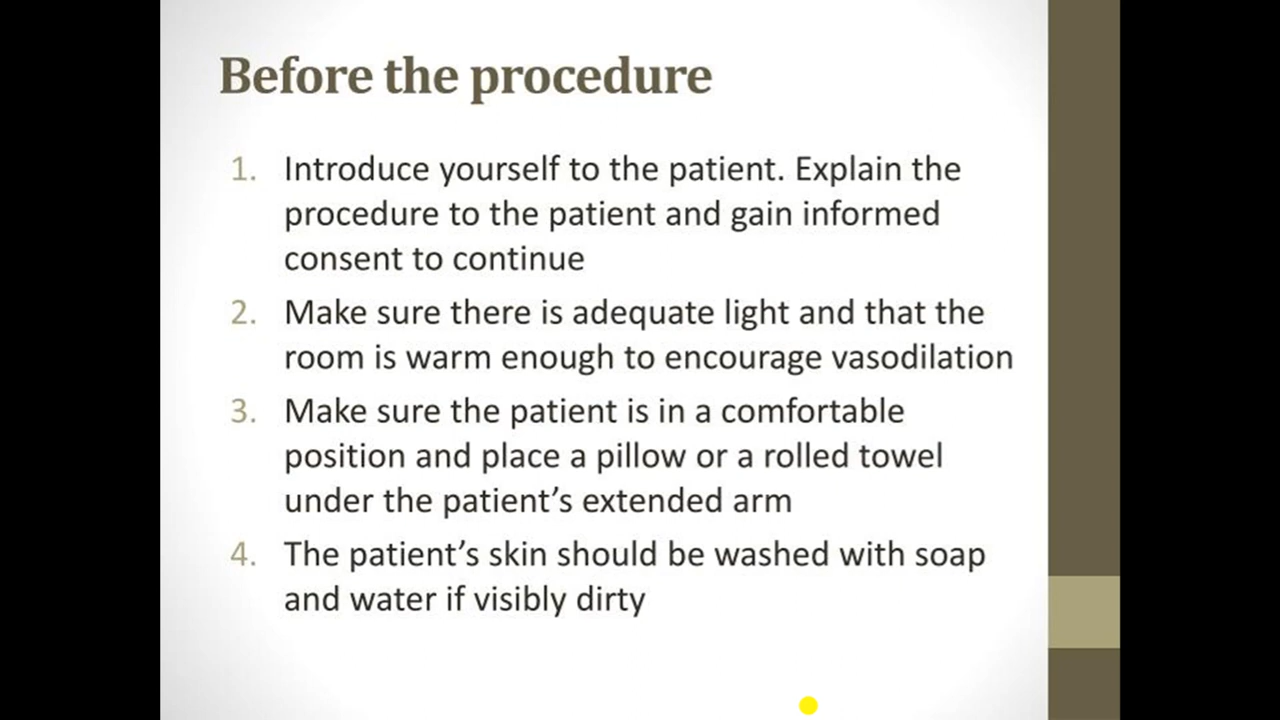 Before the procedure
1. Introduce yourself to the patient. Explain the
procedure to the patient and gain informed
consent to continue
2. Make sure there is adequate light and that the
room is warm enough to encourage vasodilation
3. Make sure the patient is in a comfortable
position and place a pillow or a rolled towel
under the patient’s extended arm
4. The patient’s skin should be washed with soap
and water if visibly dirty